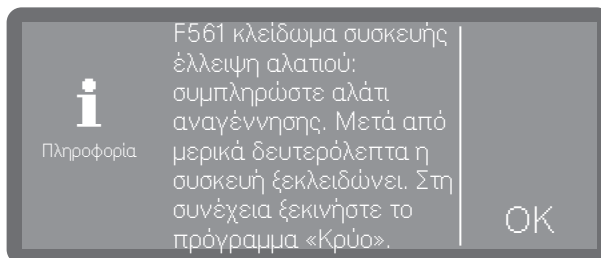 Πληροφορία
F561 κλείδωμα συσκευής
έλλειψη αλατιού:
συμπληρώστε αλάτι
αναγέννησης. Μετά από
μερικά δευτερόλεπτα η
συσκευή ξεκλειδώνει. Στη
συνέχεια ξεκινήστε το
πρόγραμμα «Κρύο».
OK